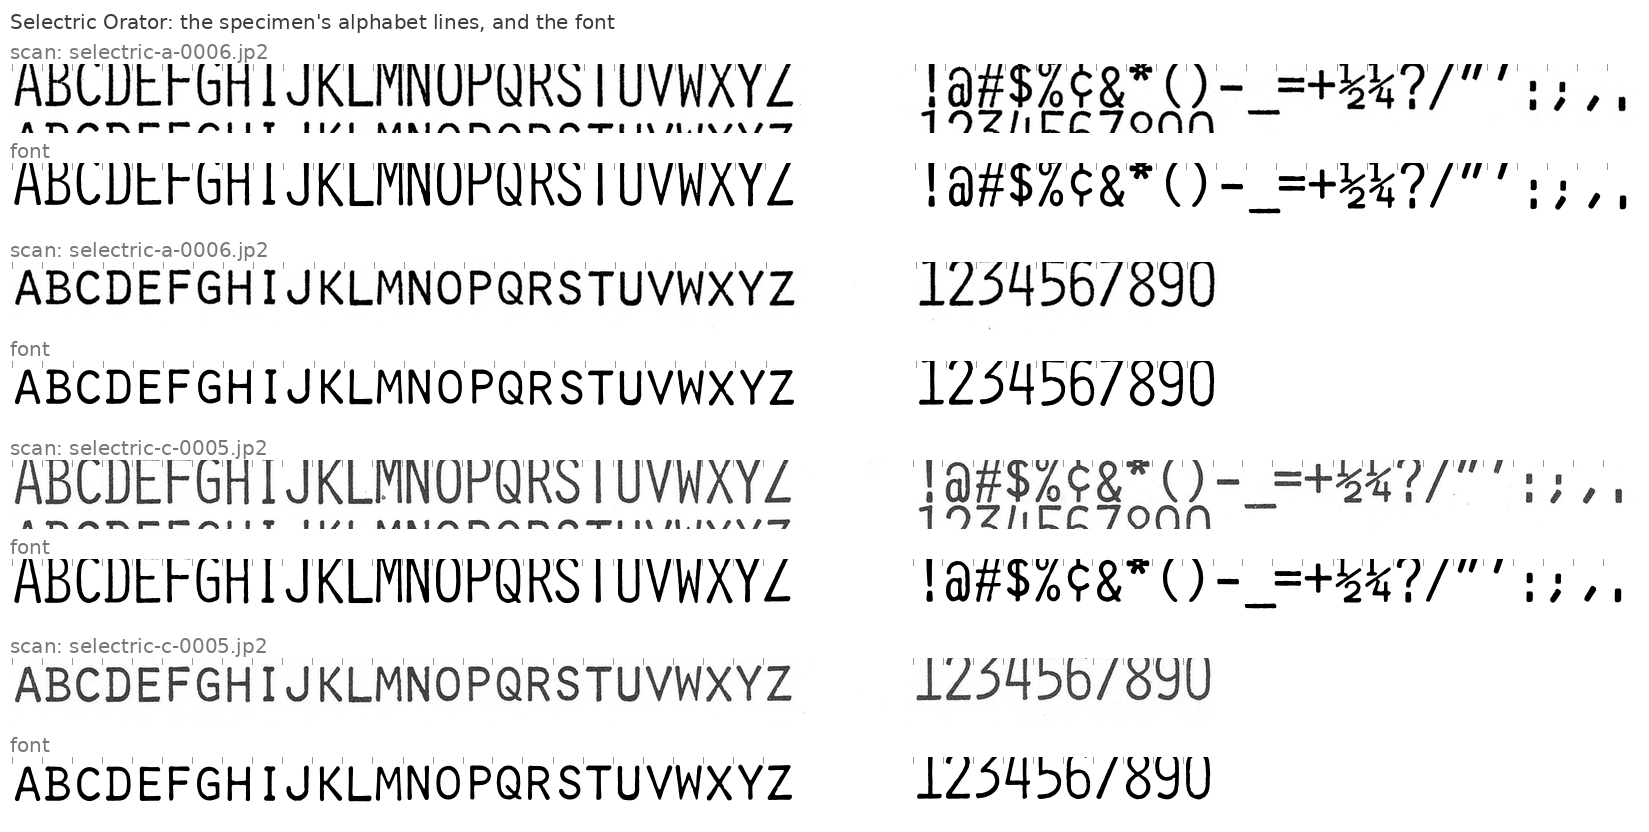 Selectric Orator: the specimen's alphabet lines, and the font
scan: selectric-a-0006.jp2
ABCDEFGHIJKLMNOPQRSTUVWXYZ !@#$%¢&*()-_=+½¼?/"':;,.
1234567890
font
ABCDEFGHIJKLMNOPQRSTUVWXYZ !@#$%¢&*()-_=+½¼?/"':;,.
scan: selectric-a-0006.jp2
ABCDEFGHIJKLMNOPQRSTUVWXYZ 1234567890
font
ABCDEFGHIJKLMNOPQRSTUVWXYZ 1234567890
scan: selectric-c-0005.jp2
ABCDEFGHIJKLMNOPQRSTUVWXYZ !@#$%¢&*()-_=+½¼?/"':;,.
1234567890
font
ABCDEFGHIJKLMNOPQRSTUVWXYZ !@#$%¢&*()-_=+½¼?/"':;,.
scan: selectric-c-0005.jp2
ABCDEFGHIJKLMNOPQRSTUVWXYZ 1234567890
font
ABCDEFGHIJKLMNOPQRSTUVWXYZ 1234567890